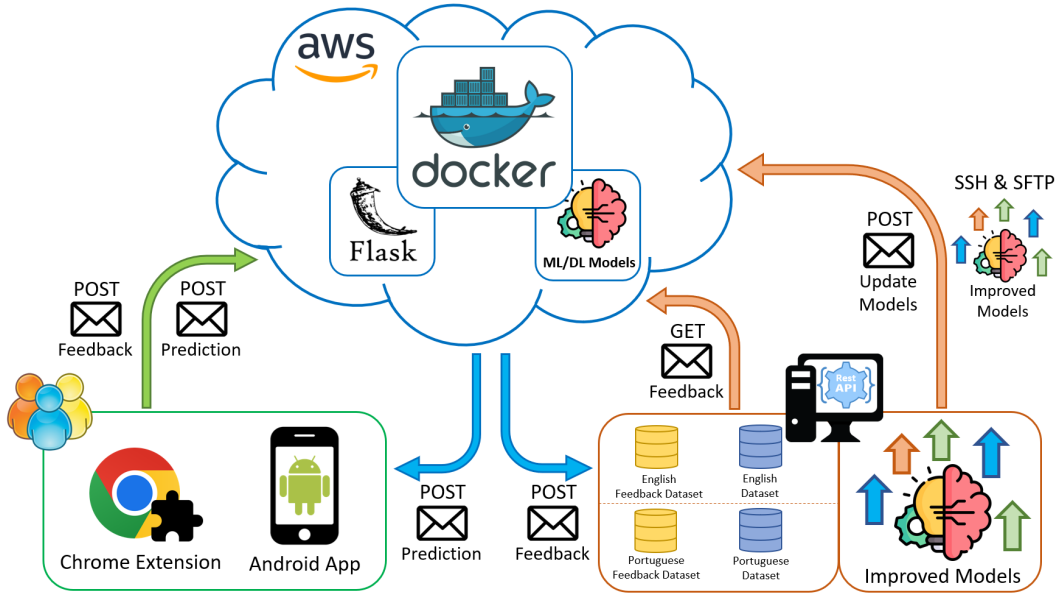 aws
docker
Flask
ML/DL Models
SSH & SFTP
Improved
Models
POST
Update
Models
POST
Feedback
POST
Prediction
GET
Feedback
Rest
API
POST
Prediction
POST
Feedback
Chrome Extension
Android App
English
Feedback Dataset
English
Dataset
Portuguese
Feedback Dataset
Portuguese
Dataset
Improved Models